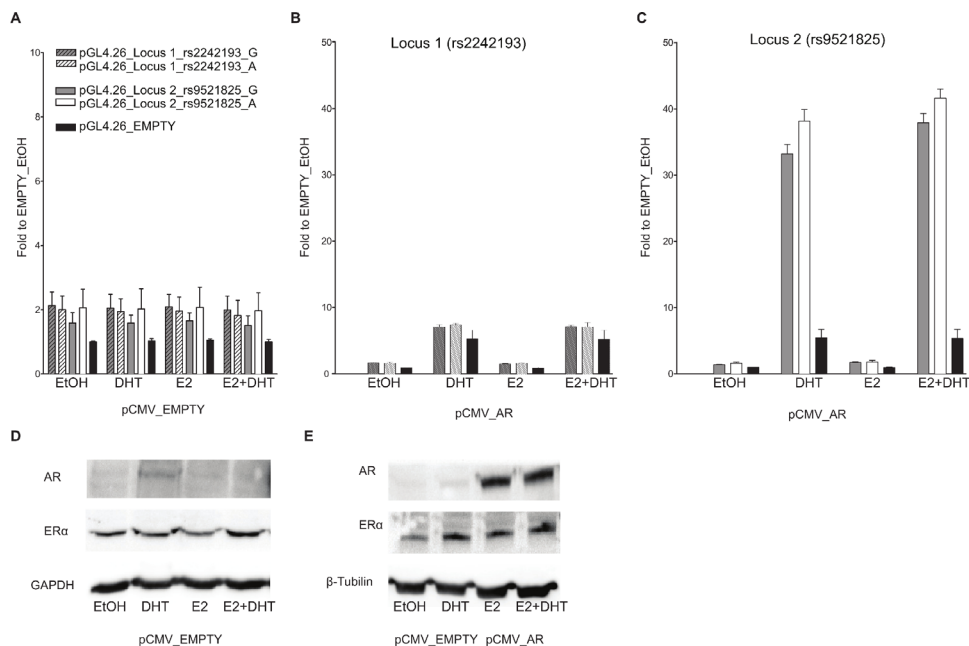 A
10
8
6
4
2
0
Fold to EMPTY_EtOH
pGL4.26_Locus 1_rs2242193_G
pGL4.26_Locus 1_rs2242193_A
pGL4.26_Locus 2_rs9521825_G
pGL4.26_Locus 2_rs9521825_A
pGL4.26_EMPTY
EtOH DHT E2 E2+DHT
pCMV_EMPTY
B
Locus 1 (rs2242193)
50
40
30
20
10
0
Fold to EMPTY_EtOH
EtOH DHT E2 E2+DHT
pCMV_AR
C
Locus 2 (rs9521825)
50
40
30
20
10
0
Fold to EMPTY_EtOH
EtOH DHT E2 E2+DHT
pCMV_AR
D
AR
ERα
GAPDH
EtOH DHT E2 E2+DHT
pCMV_EMPTY
E
AR
ERα
β-Tubilin
EtOH DHT E2 E2+DHT
pCMV_EMPTY pCMV_AR